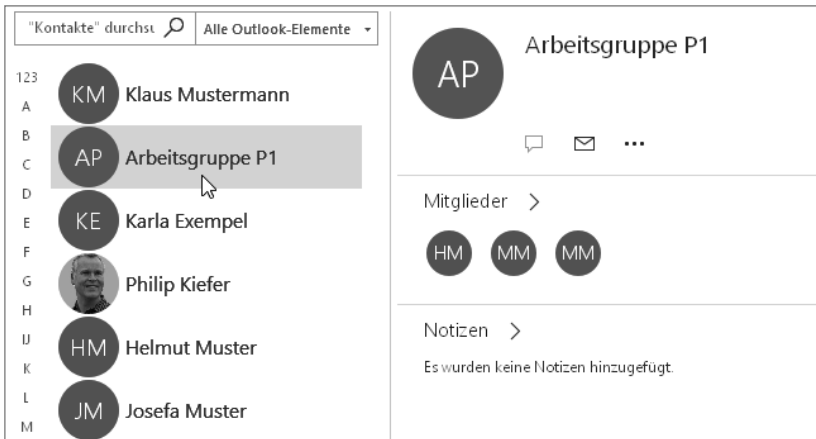 "Kontakte" durchsu
Alle Outlook-Elemente
123
A
B
C
D
E
F
G
H
IJ
K
L
M
KM Klaus Mustermann
AP Arbeitsgruppe P1
KE Karla Exempel
Philip Kiefer
HM Helmut Muster
JM Josefa Muster
AP
Arbeitsgruppe P1
Mitglieder
HM MM MM
Notizen
Es wurden keine Notizen hinzugefügt.